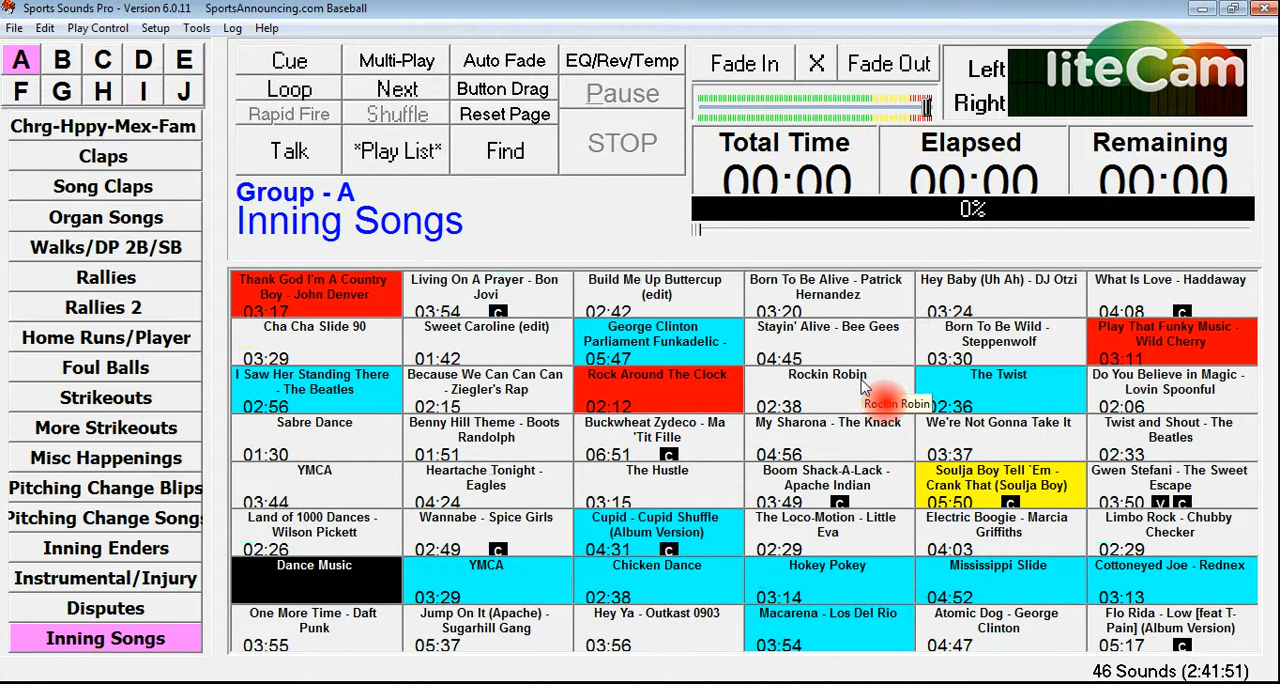 Sports Sounds Pro - Version 6.0.11 SportsAnnouncing.com Baseball
File Edit Play Control Setup Tools Log Help
A B C D E
F G H I J
Chrg-Hppy-Mex-Fam
Claps
Song Claps
Organ Songs
Walks/DP 2B/SB
Rallies
Rallies 2
Home Runs/Player
Foul Balls
Strikeouts
More Strikeouts
Misc Happenings
Pitching Change Blips
Pitching Change Song
Inning Enders
Instrumental/Injury
Disputes
Inning Songs
Cue Multi-Play Auto Fade EQ/Rev/Temp
Loop Next Button Drag Pause
Rapid Fire Shuffle Reset Page
Talk *Play List* Find STOP
Fade In X Fade Out
Left
Right
liteCam
Total Time Elapsed Remaining
00:00 00:00 00:00
0%
Group - A
Inning Songs
Thank God I'm A Country Boy - John Denver 03:17
Living On A Prayer - Bon Jovi 03:54 C
Build Me Up Buttercup (edit) 02:42
Born To Be Alive - Patrick Hernandez 03:20
Hey Baby (Uh Ah) - DJ Otzi 03:24
What Is Love - Haddaway 04:08 C
Cha Cha Slide 90 03:29
Sweet Caroline (edit) 01:42
George Clinton Parliament Funkadelic - 05:47
Stayin' Alive - Bee Gees 04:45
Born To Be Wild - Steppenwolf 03:30
Play That Funky Music - Wild Cherry 03:11
I Saw Her Standing There - The Beatles 02:56
Because We Can Can Can - Ziegler's Rap 02:15
Rock Around The Clock 02:12
Rockin Robin 02:38
Rockin Robin
The Twist 02:36
Do You Believe in Magic - Lovin Spoonful 02:06
Sabre Dance 01:30
Benny Hill Theme - Boots Randolph 01:51
Buckwheat Zydeco - Ma 'Tit Fille 06:51 C
My Sharona - The Knack 04:56
We're Not Gonna Take It 03:37
Twist and Shout - The Beatles 02:33
YMCA 03:44
Heartache Tonight - Eagles 04:24
The Hustle 03:15
Boom Shack-A-Lack - Apache Indian 03:49 C
Soulja Boy Tell `Em - Crank That (Soulja Boy) 05:50 C
Gwen Stefani - The Sweet Escape 03:50 V C
Land of 1000 Dances - Wilson Pickett 02:26
Wannabe - Spice Girls 02:49 C
Cupid - Cupid Shuffle (Album Version) 04:31 C
The Loco-Motion - Little Eva 02:29
Electric Boogie - Marcia Griffiths 04:03
Limbo Rock - Chubby Checker 02:29
Dance Music
YMCA 03:29
Chicken Dance 02:38
Hokey Pokey 03:14
Mississippi Slide 04:52
Cottoneyed Joe - Rednex 03:13
One More Time - Daft Punk 03:55
Jump On It (Apache) - Sugarhill Gang 05:37
Hey Ya - Outkast 0903 03:56
Macarena - Los Del Rio 03:54
Atomic Dog - George Clinton 04:47
Flo Rida - Low [feat T-Pain] (Album Version) 05:17 C
46 Sounds (2:41:51)